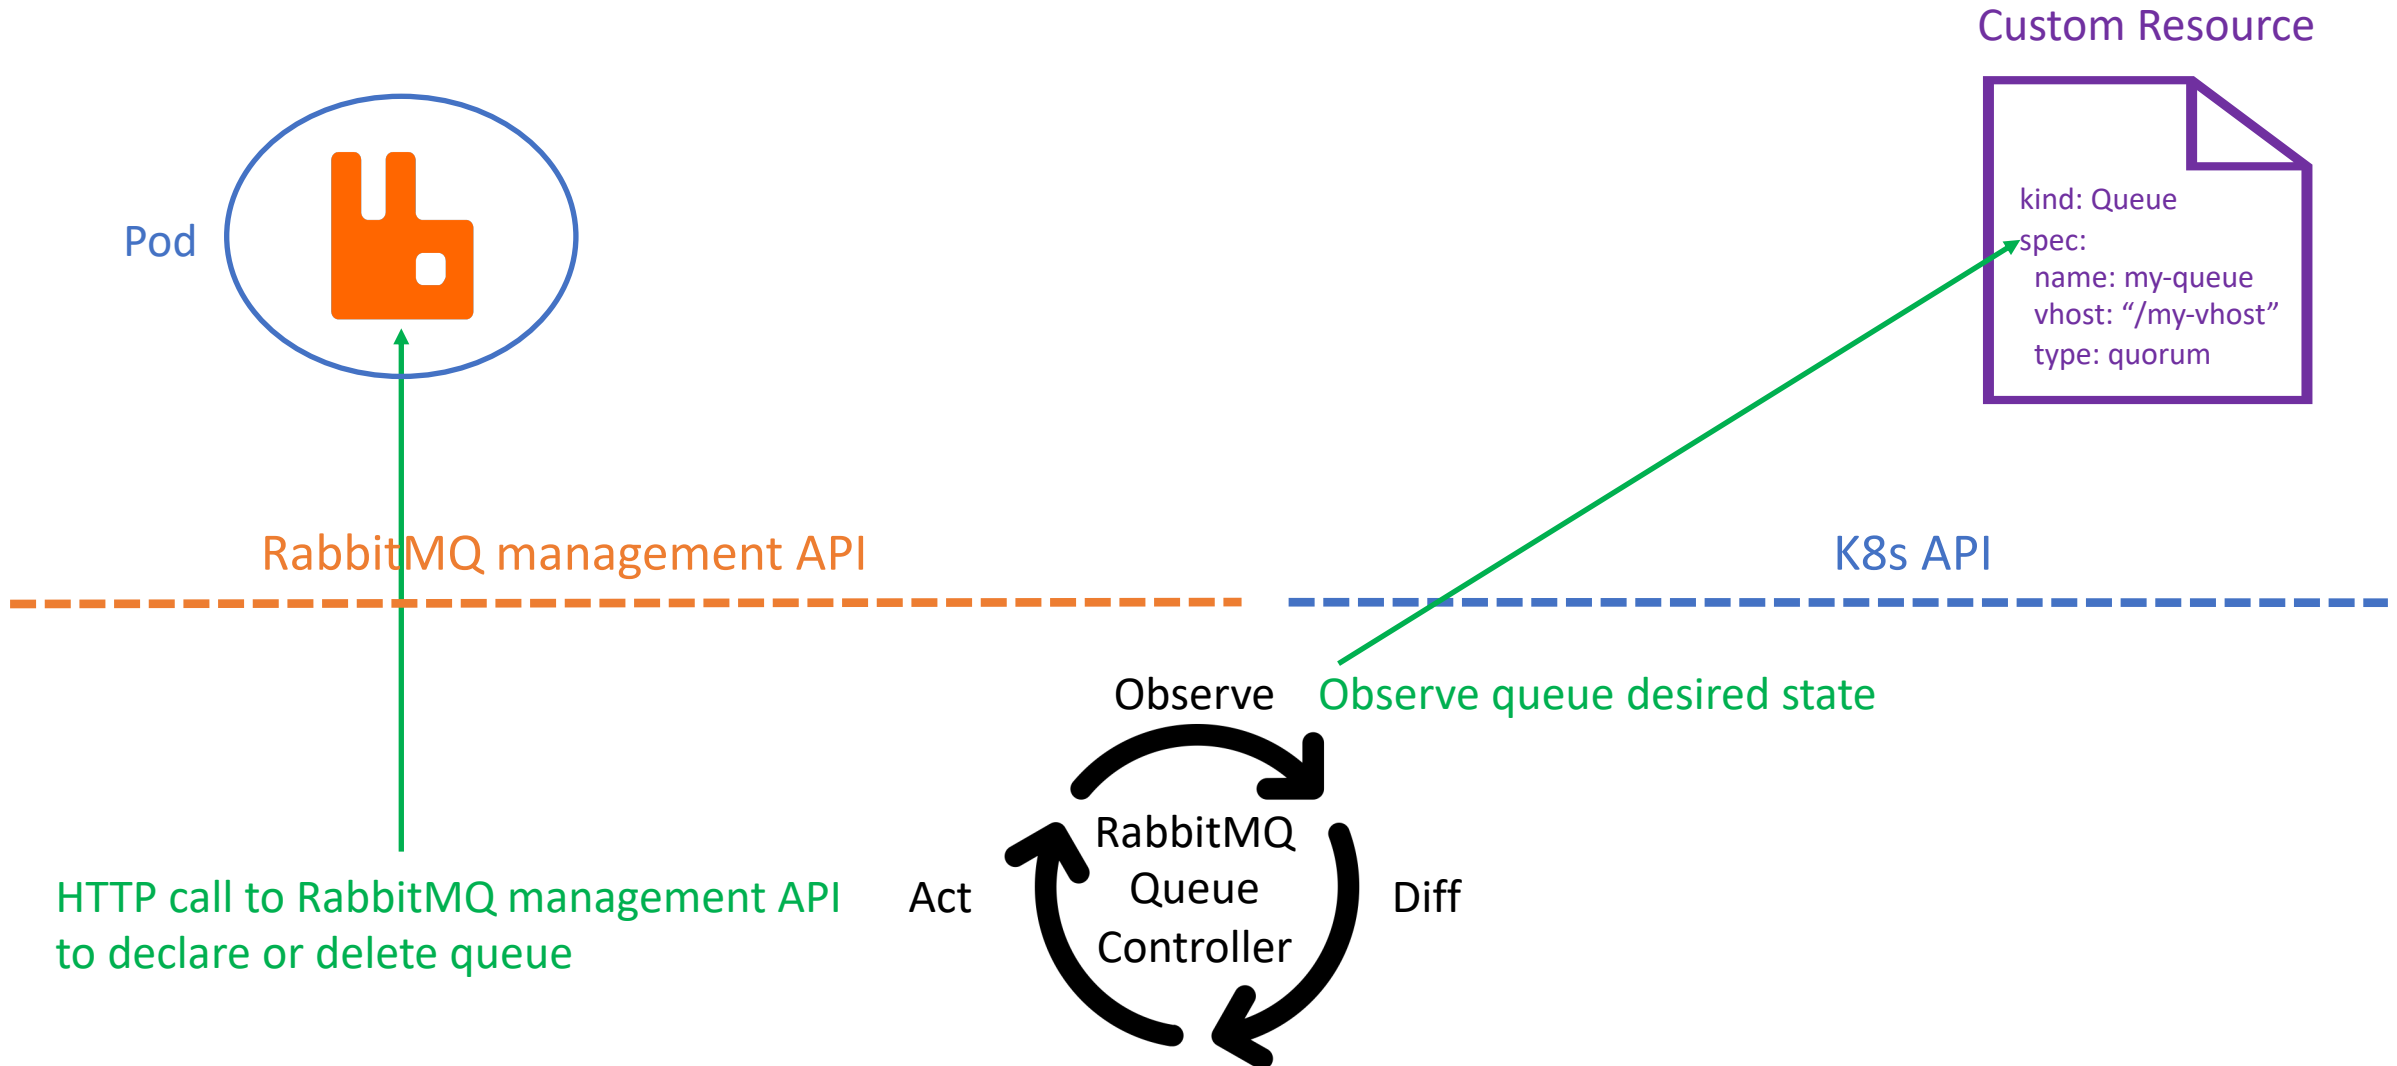 Custom Resource
Pod
kind: Queue
spec:
name: my-queue
vhost: “/my-vhost”
type: quorum
RabbitMQ management API
K8s API
Observe
Observe queue desired state
RabbitMQ
Queue
Controller
Act
Diff
HTTP call to RabbitMQ management API
to declare or delete queue